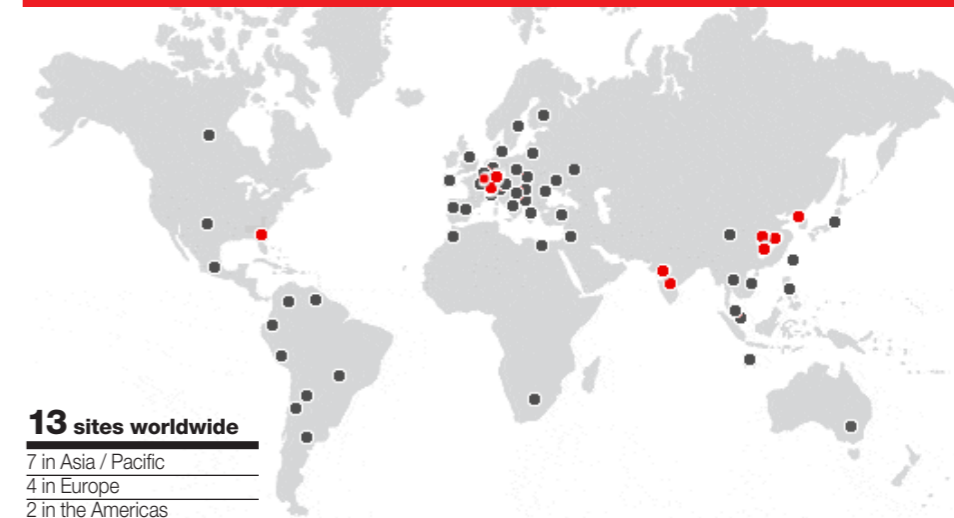 13 sites worldwide
7 in Asia / Pacific
4 in Europe
2 in the Americas